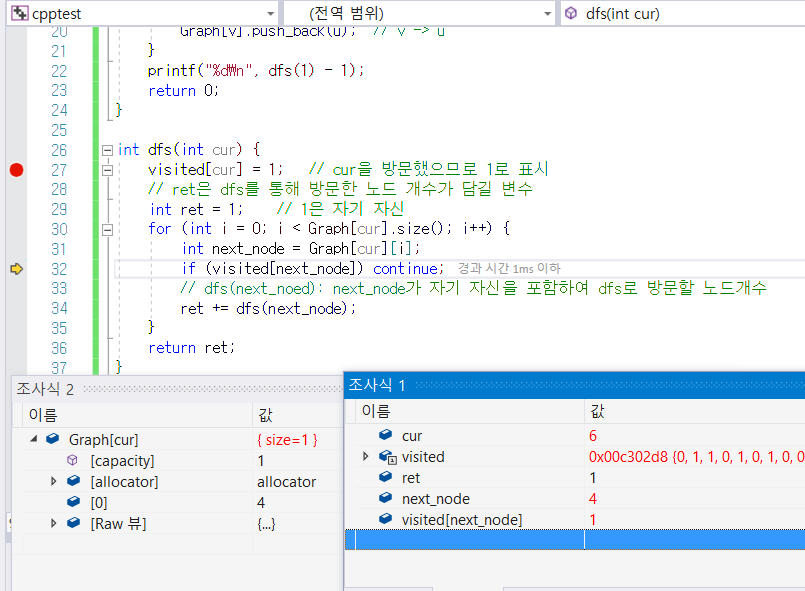 cpptest (전역 범위) dfs(int cur)
20 Graph[v].push_back(u); // v -> u
21 }
22 printf("%d₩n", dfs(1) - 1);
23 return 0;
24 }
25
26 int dfs(int cur) {
27 visited[cur] = 1; // cur을 방문했으므로 1로 표시
28 // ret은 dfs를 통해 방문한 노드 개수가 담길 변수
29 int ret = 1; // 1은 자기 자신
30 for (int i = 0; i < Graph[cur].size(); i++) {
31 int next_node = Graph[cur][i];
32 if (visited[next_node]) continue; 경과 시간 1ms 이하
33 // dfs(next_noed): next_node가 자기 자신을 포함하여 dfs로 방문할 노드개수
34 ret += dfs(next_node);
35 }
36 return ret;
37 }
조사식 2
이름 값
Graph[cur] { size=1 }
[capacity] 1
[allocator] allocator
[0] 4
[Raw 뷰] {...}
조사식 1
이름 값
cur 6
visited 0x00c302d8 {0, 1, 1, 0, 1, 0, 1, 0, 0
ret 1
next_node 4
visited[next_node] 1